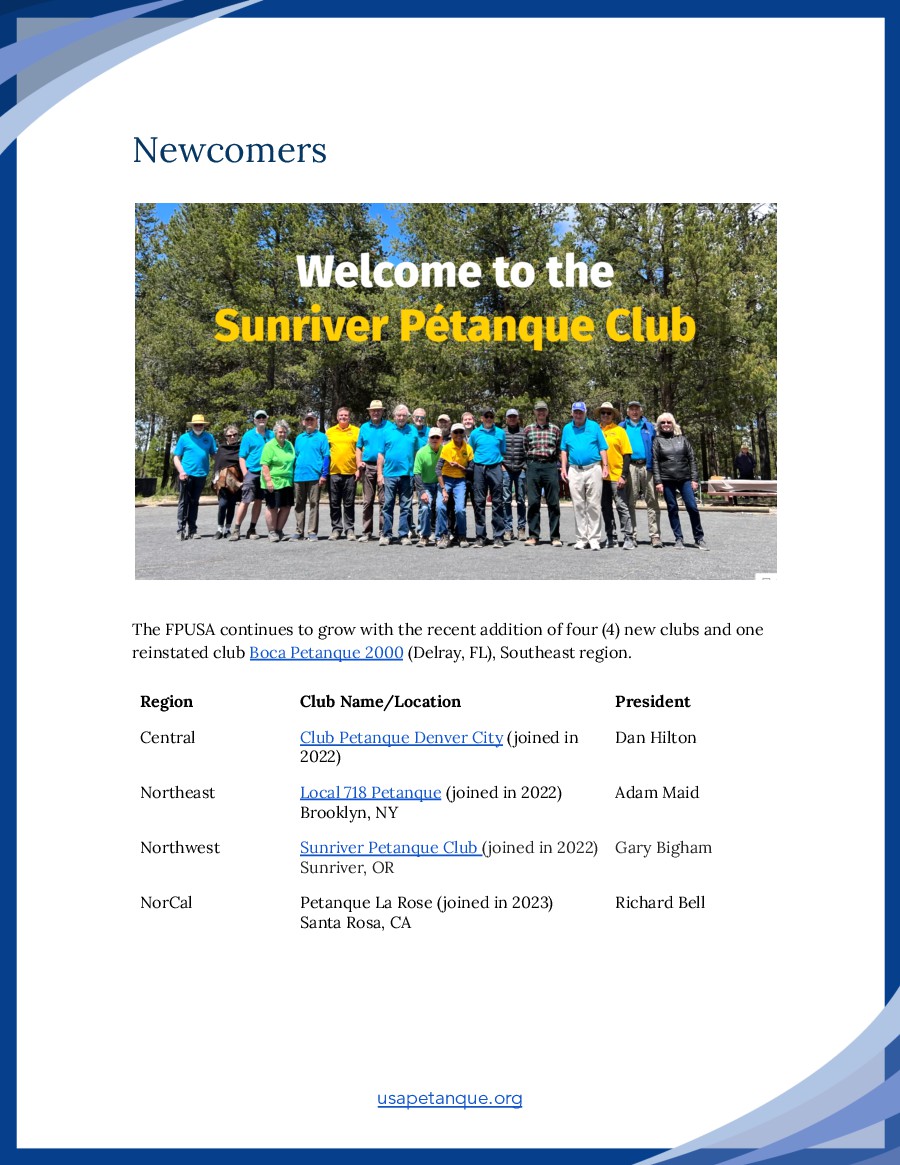 Newcomers
Welcome to the
Sunriver Pétanque Club
The FPUSA continues to grow with the recent addition of four (4) new clubs and one
reinstated club Boca Petanque 2000 (Delray, FL), Southeast region.
Region Club Name/Location President
Central Club Petanque Denver City (joined in Dan Hilton
2022)
Northeast Local 718 Petanque (joined in 2022) Adam Maid
Brooklyn, NY
Northwest Sunriver Petanque Club (joined in 2022) Gary Bigham
Sunriver, OR
NorCal Petanque La Rose (joined in 2023) Richard Bell
Santa Rosa, CA
usapetanque.org